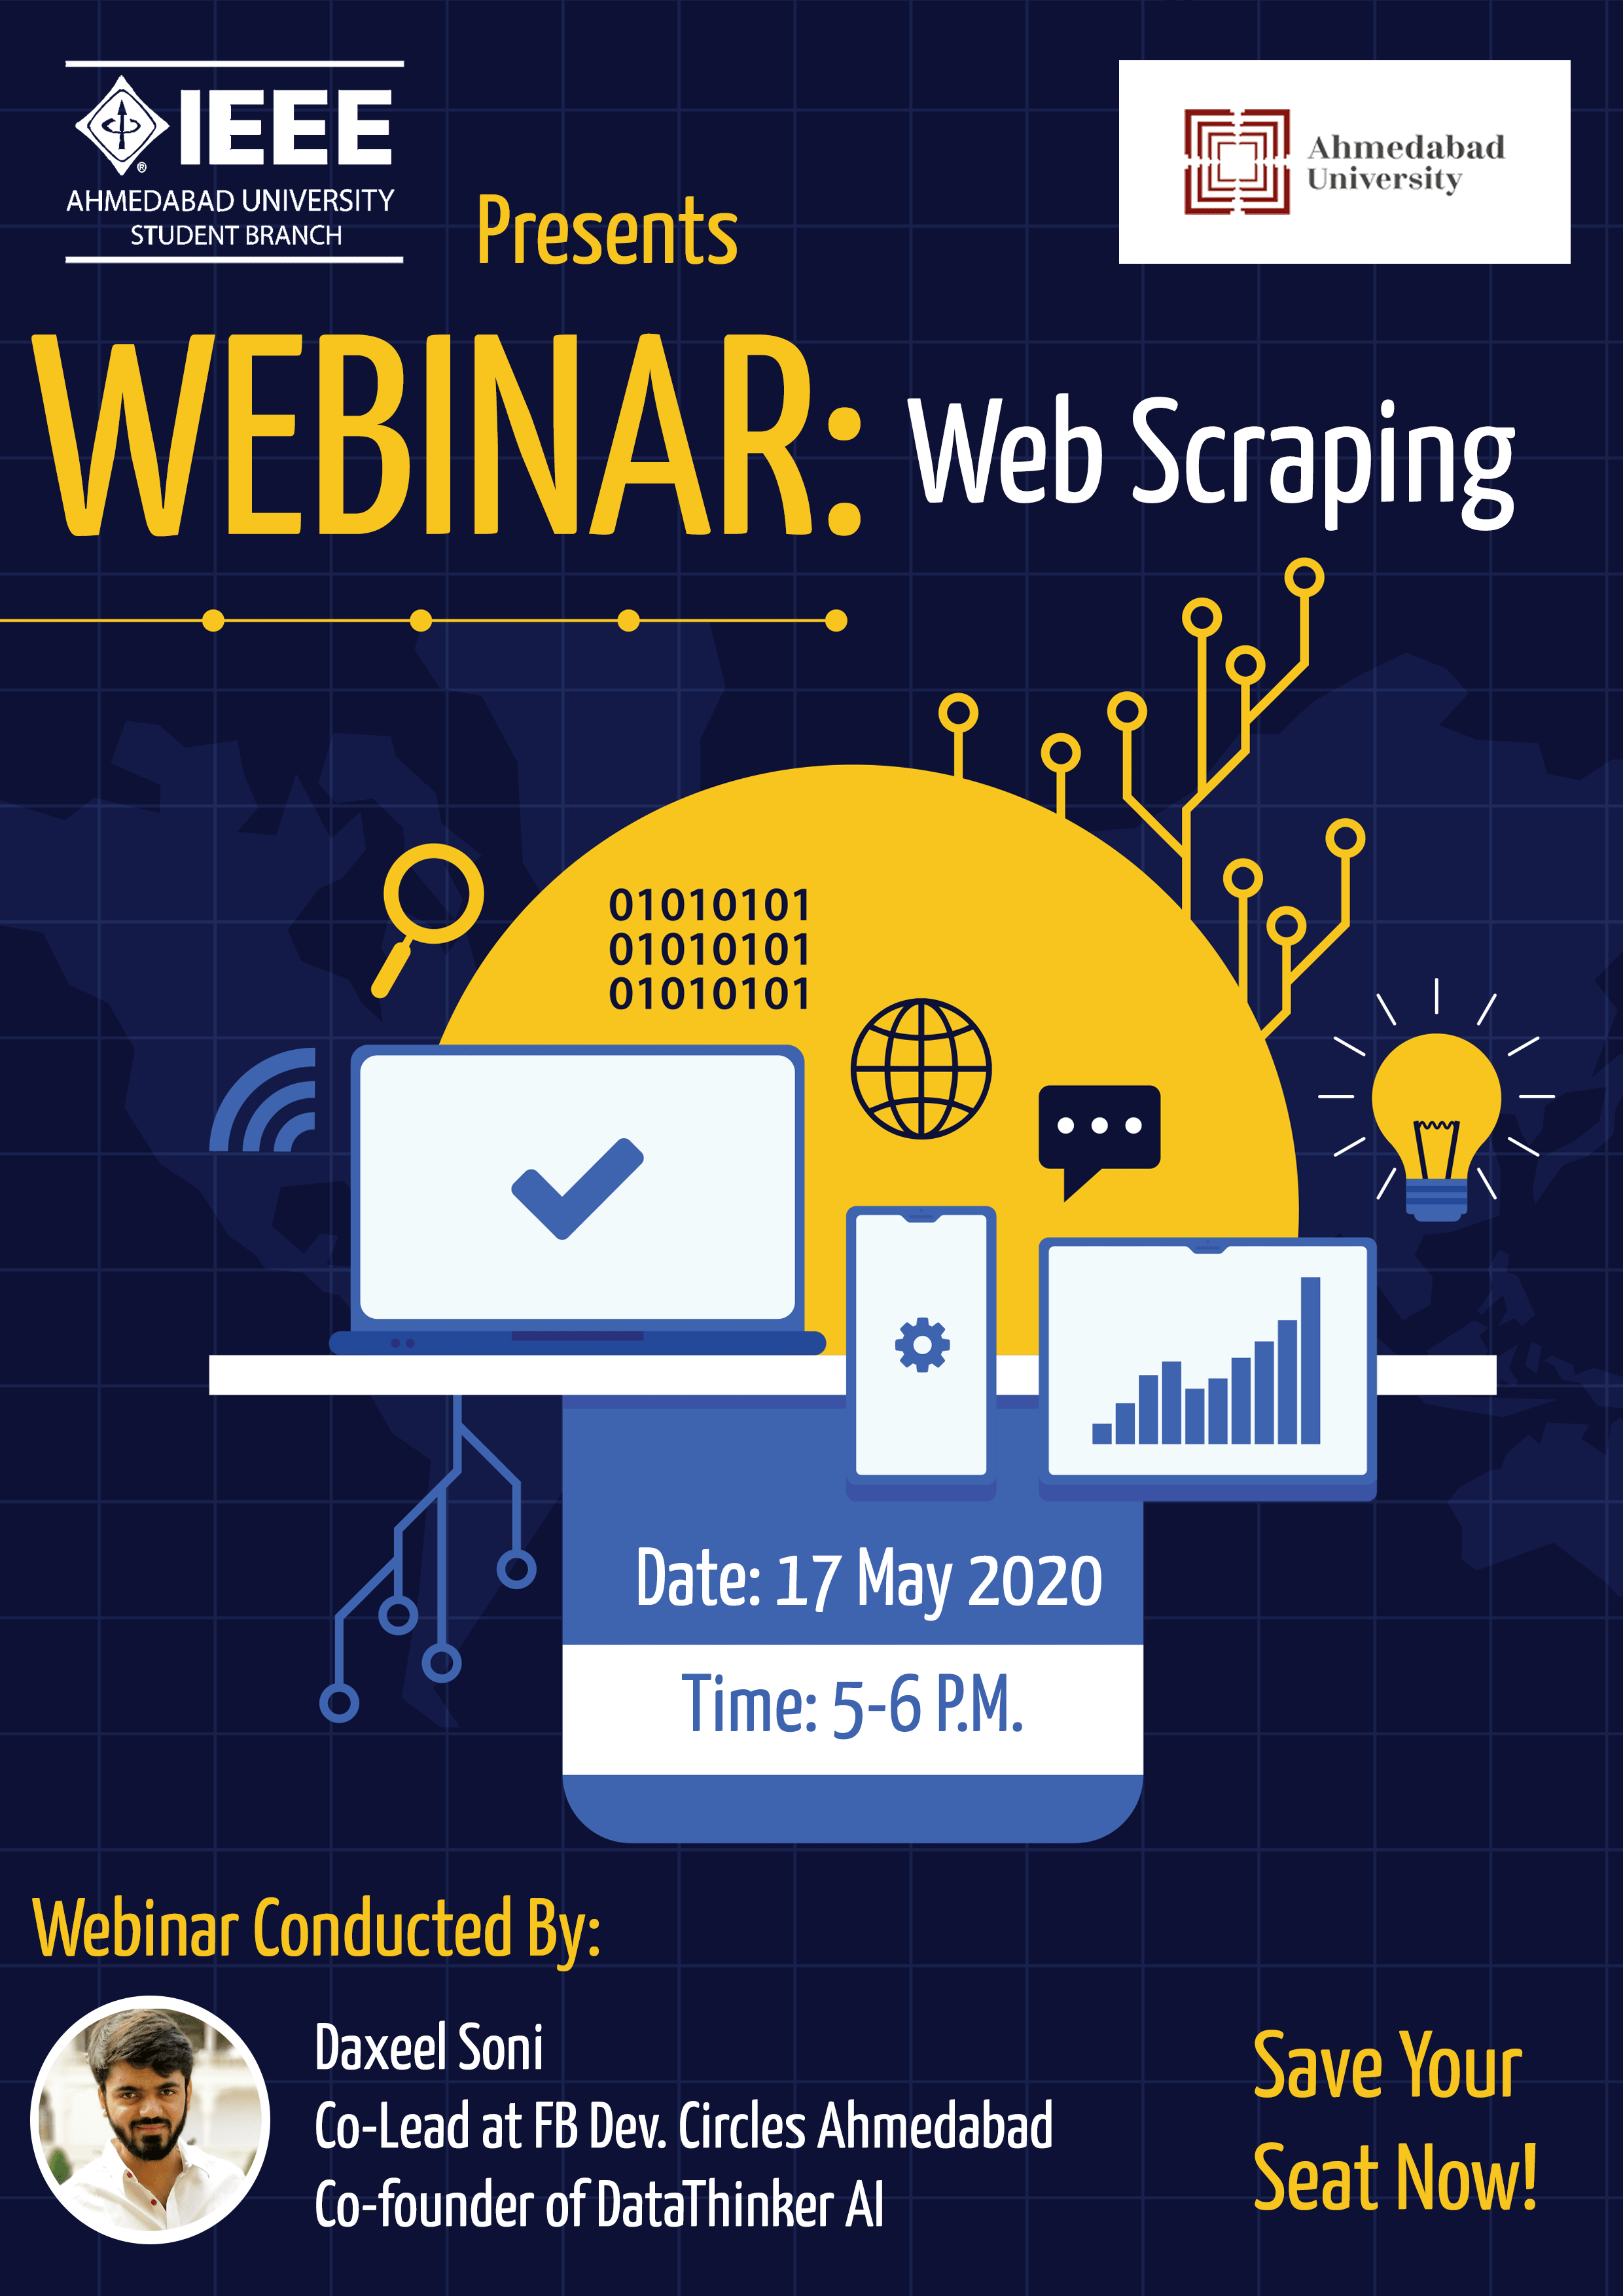 IEEE
®
AHMEDABAD UNIVERSITY
STUDENT BRANCH
Presents
Ahmedabad
University
WEBINAR: Web Scraping
01010101
01010101
01010101
Date: 17 May 2020
Time: 5-6 P.M.
Webinar Conducted By:
Daxeel Soni
Co-Lead at FB Dev. Circles Ahmedabad
Co-founder of DataThinker AI
Save Your
Seat Now!